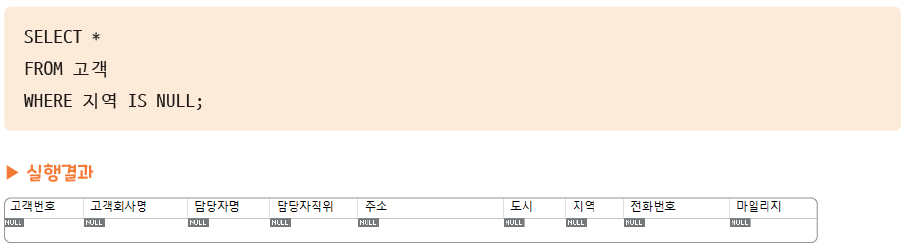 SELECT *
FROM 고객
WHERE 지역 IS NULL;
▶ 실행결과
고객번호 고객회사명 담당자명 담당자직위 주소 도시 지역 전화번호 마일리지
NULL NULL NULL NULL NULL NULL NULL NULL NULL